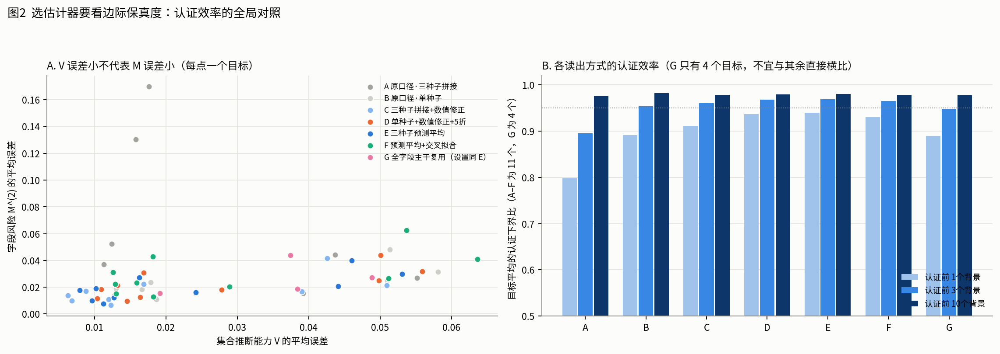 图2 选估计器要看边际保真度：认证效率的全局对照
A. V 误差小不代表 M 误差小（每点一个目标）
字段风险 M^(2) 的平均误差
0.16
0.14
0.12
0.10
0.08
0.06
0.04
0.02
0.00
A 原口径·三种子拼接
B 原口径·单种子
C 三种子拼接+数值修正
D 单种子+数值修正+5折
E 三种子预测平均
F 预测平均+交叉拟合
G 全字段主干复用（设置同 E）
0.01
0.02
0.03
0.04
0.05
0.06
集合推断能力 V 的平均误差
B. 各读出方式的认证效率（G 只有 4 个目标，不宜与其余直接横比）
目标平均的认证下界比（A–F 为 11 个，G 为 4 个）
1.0
0.9
0.8
0.7
0.6
0.5
认证前 1个背景
认证前 3个背景
认证前 10个背景
A
B
C
D
E
F
G